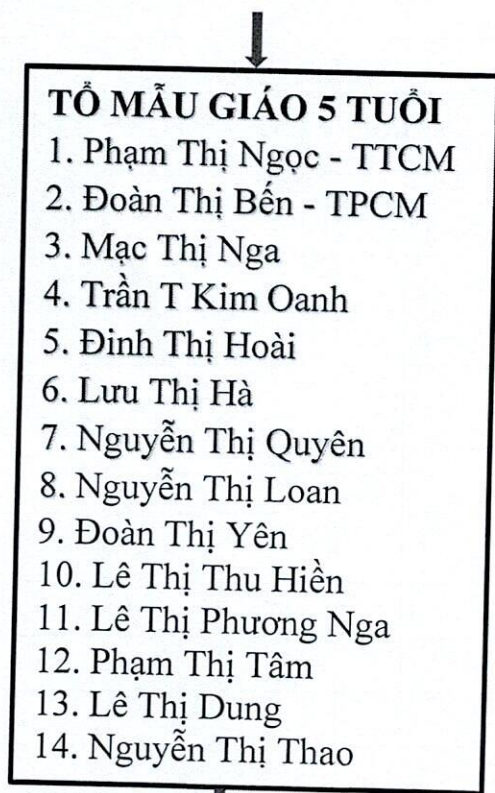 TỔ MẪU GIÁO 5 TUỔI
1. Phạm Thị Ngọc - TTCM
2. Đoàn Thị Bến - TPCM
3. Mạc Thị Nga
4. Trần T Kim Oanh
5. Đinh Thị Hoài
6. Lưu Thị Hà
7. Nguyễn Thị Quyên
8. Nguyễn Thị Loan
9. Đoàn Thị Yên
10. Lê Thị Thu Hiền
11. Lê Thị Phương Nga
12. Phạm Thị Tâm
13. Lê Thị Dung
14. Nguyễn Thị Thao